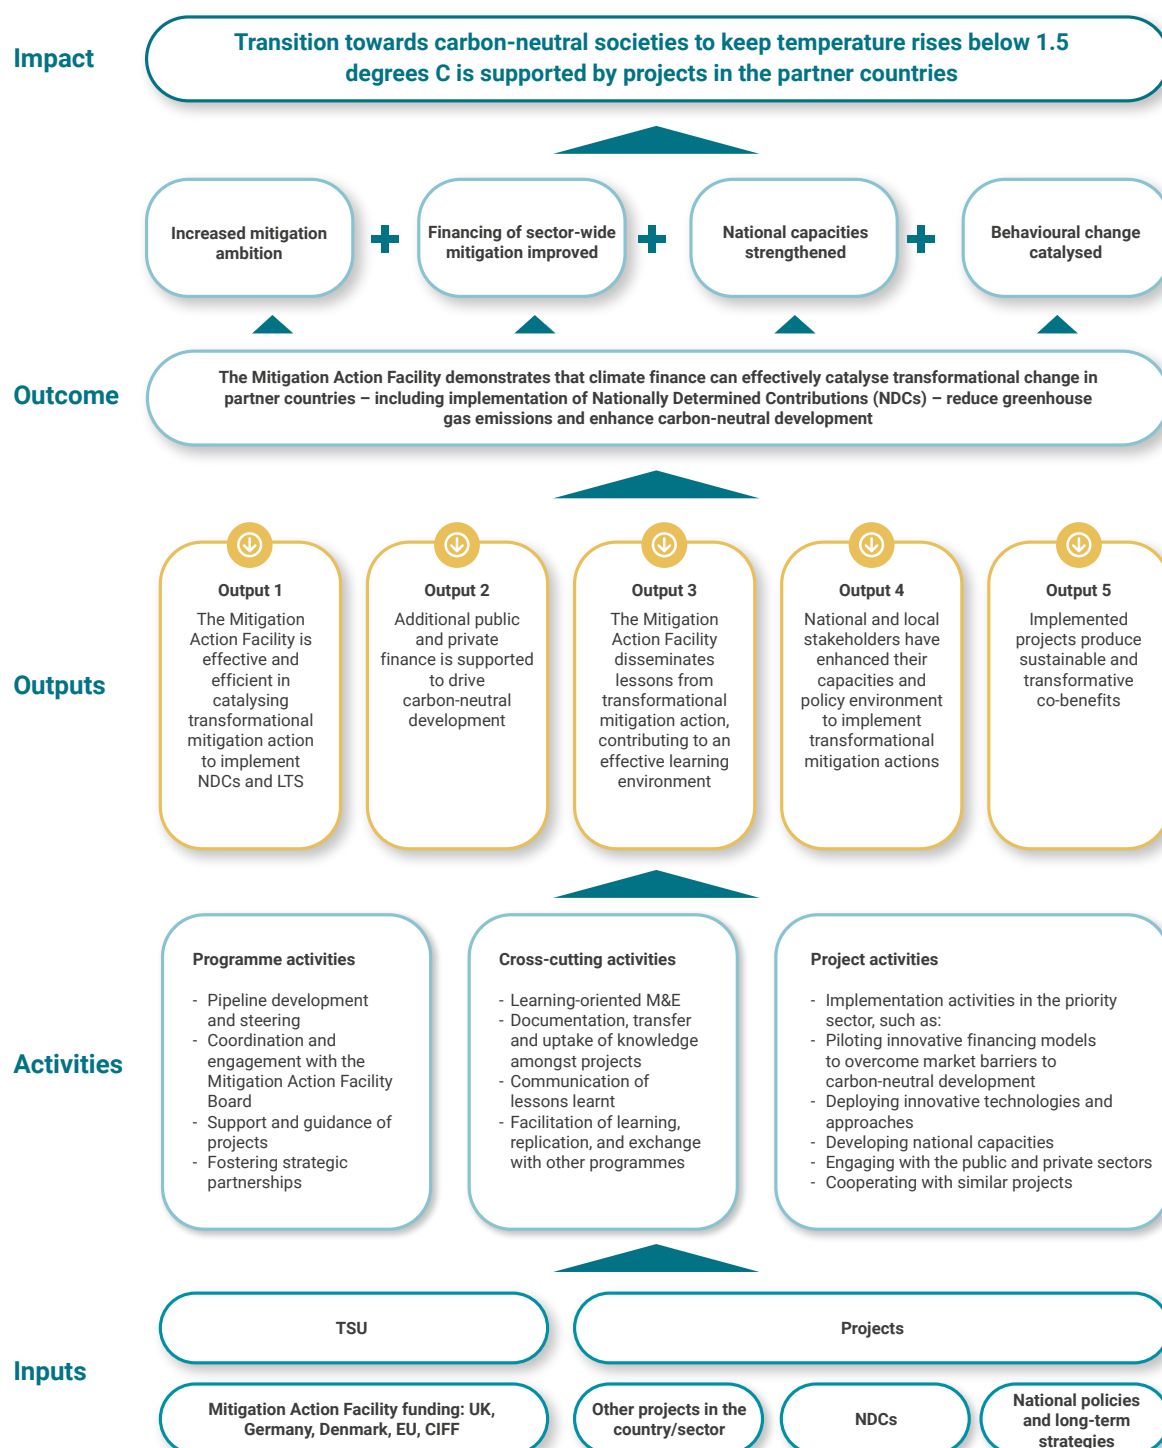 Impact
Transition towards carbon-neutral societies to keep temperature rises below 1.5
degrees C is supported by projects in the partner countries
Increased mitigation
ambition
Financing of sector-wide
mitigation improved
National capacities
strengthened
Behavioural change
catalysed
Outcome
The Mitigation Action Facility demonstrates that climate finance can effectively catalyse transformational change in
partner countries – including implementation of Nationally Determined Contributions (NDCs) – reduce greenhouse
gas emissions and enhance carbon-neutral development
Outputs
Output 1
The Mitigation
Action Facility is
effective and
efficient in
catalysing
transformational
mitigation action
to implement
NDCs and LTS
Output 2
Additional public
and private
finance is supported
to drive
carbon-neutral
development
Output 3
The Mitigation
Action Facility
disseminates
lessons from
transformational
mitigation action,
contributing to an
effective learning
environment
Output 4
National and local
stakeholders have
enhanced their
capacities and
policy environment
to implement
transformational
mitigation actions
Output 5
Implemented
projects produce
sustainable and
transformative
co-benefits
Activities
Programme activities
- Pipeline development
and steering
- Coordination and
engagement with the
Mitigation Action Facility
Board
- Support and guidance of
projects
- Fostering strategic
partnerships
Cross-cutting activities
- Learning-oriented M&E
- Documentation, transfer
and uptake of knowledge
amongst projects
- Communication of
lessons learnt
- Facilitation of learning,
replication, and exchange
with other programmes
Project activities
- Implementation activities in the priority
sector, such as:
- Piloting innovative financing models
to overcome market barriers to
carbon-neutral development
- Deploying innovative technologies and
approaches
- Developing national capacities
- Engaging with the public and private sectors
- Cooperating with similar projects
Inputs
TSU
Projects
Mitigation Action Facility funding: UK,
Germany, Denmark, EU, CIFF
Other projects in the
country/sector
NDCs
National policies
and long-term
strategies